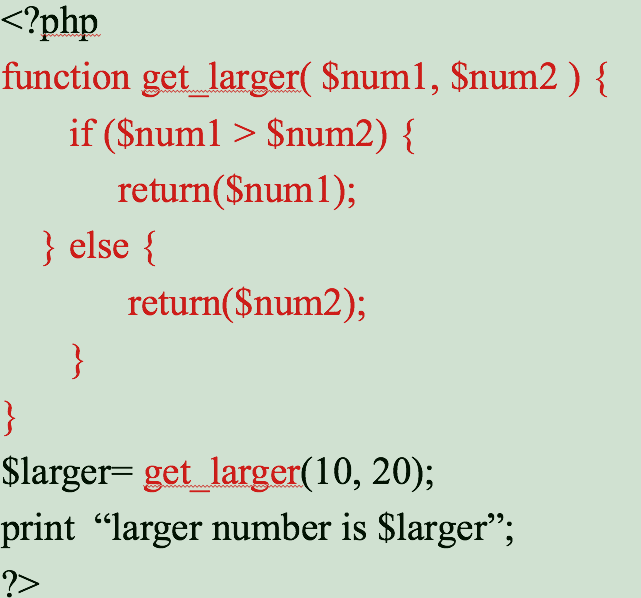 <?php
function get_larger( $num1, $num2 ) {
if ($num1 > $num2) {
return($num1);
} else {
return($num2);
}
}
$larger= get_larger(10, 20);
print “larger number is $larger”;
?>